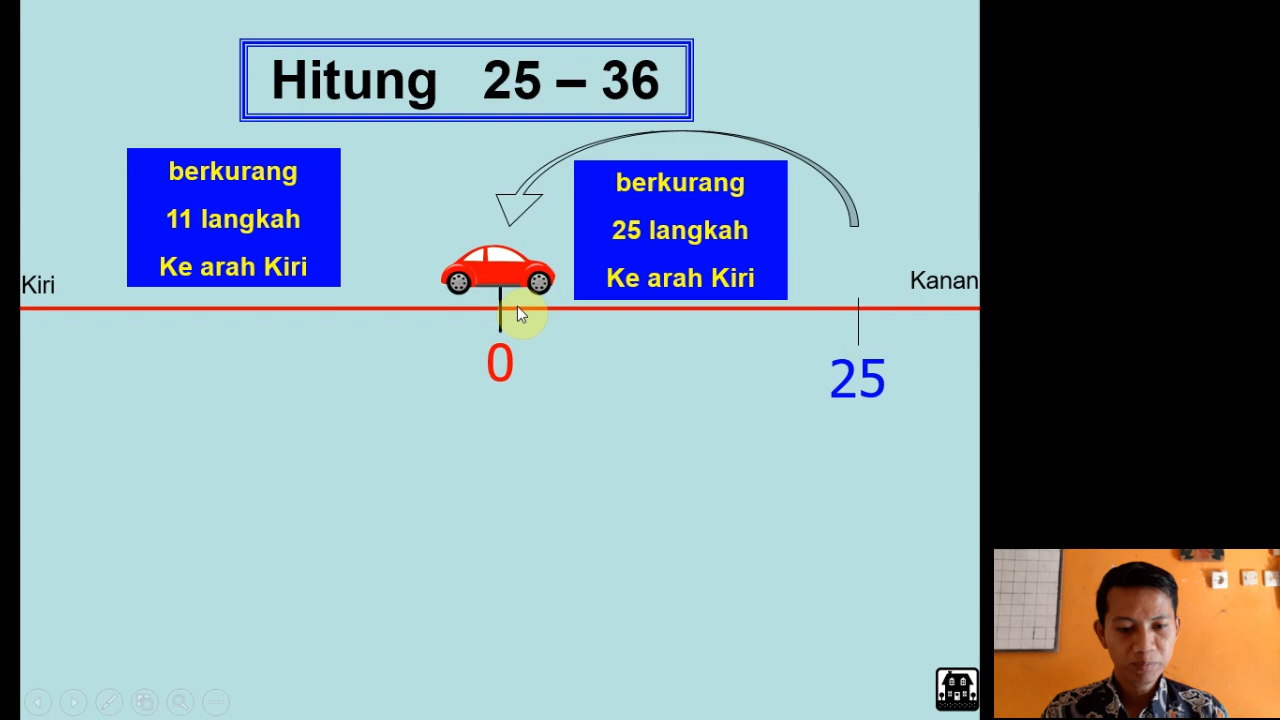 Hitung 25 – 36
berkurang
11 langkah
Ke arah Kiri
berkurang
25 langkah
Ke arah Kiri
Kiri
Kanan
0
25